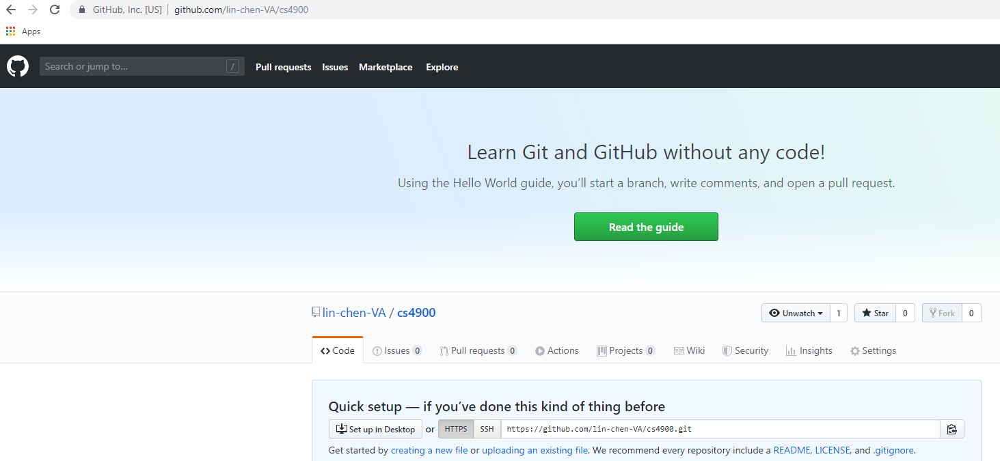 GitHub, Inc. [US] | github.com/lin-chen-VA/cs4900
Apps
Search or jump to... / Pull requests Issues Marketplace Explore
Learn Git and GitHub without any code!
Using the Hello World guide, you’ll start a branch, write comments, and open a pull request.
Read the guide
lin-chen-VA / cs4900 Unwatch 1 Star 0 Fork 0
<> Code Issues 0 Pull requests 0 Actions Projects 0 Wiki Security Insights Settings
Quick setup — if you’ve done this kind of thing before
Set up in Desktop or HTTPS SSH https://github.com/lin-chen-VA/cs4900.git
Get started by creating a new file or uploading an existing file. We recommend every repository include a README, LICENSE, and .gitignore.